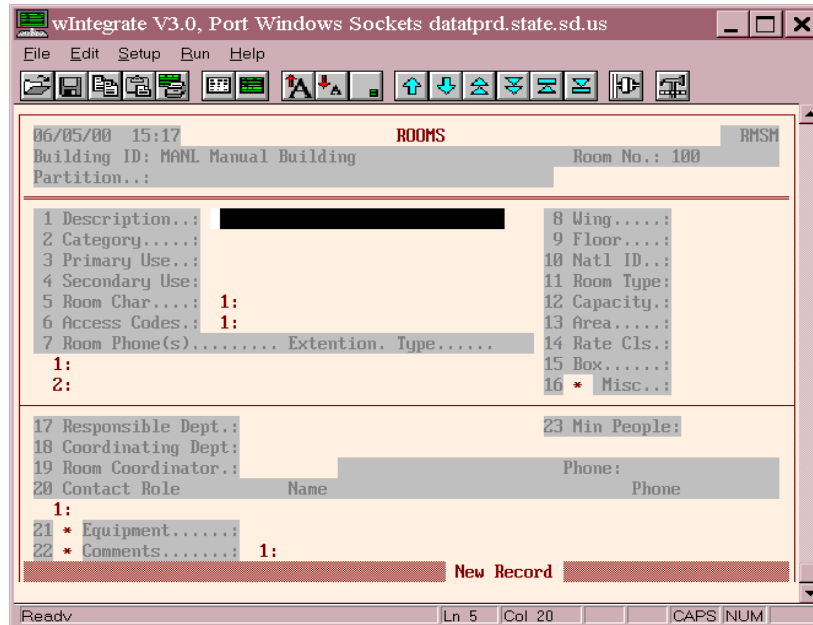 wIntegrate V3.0, Port Windows Sockets datatprd.state.sd.us
File Edit Setup Run Help
06/05/00 15:17 ROOMS RMSM
Building ID: MANL Manual Building Room No.: 100
Partition..:
1 Description..: 8 Wing.....:
2 Category.....: 9 Floor....:
3 Primary Use..: 10 Natl ID..:
4 Secondary Use: 11 Room Type:
5 Room Char....: 1: 12 Capacity.:
6 Access Codes.: 1: 13 Area.....:
7 Room Phone(s)......... Extention. Type...... 14 Rate Cls.:
1: 15 Box......:
2: 16 * Misc..:
17 Responsible Dept.: 23 Min People:
18 Coordinating Dept:
19 Room Coordinator.: Phone:
20 Contact Role Name Phone
1:
21 * Equipment......:
22 * Comments.......: 1:
New Record
Ready Ln 5 Col 20 CAPS NUM